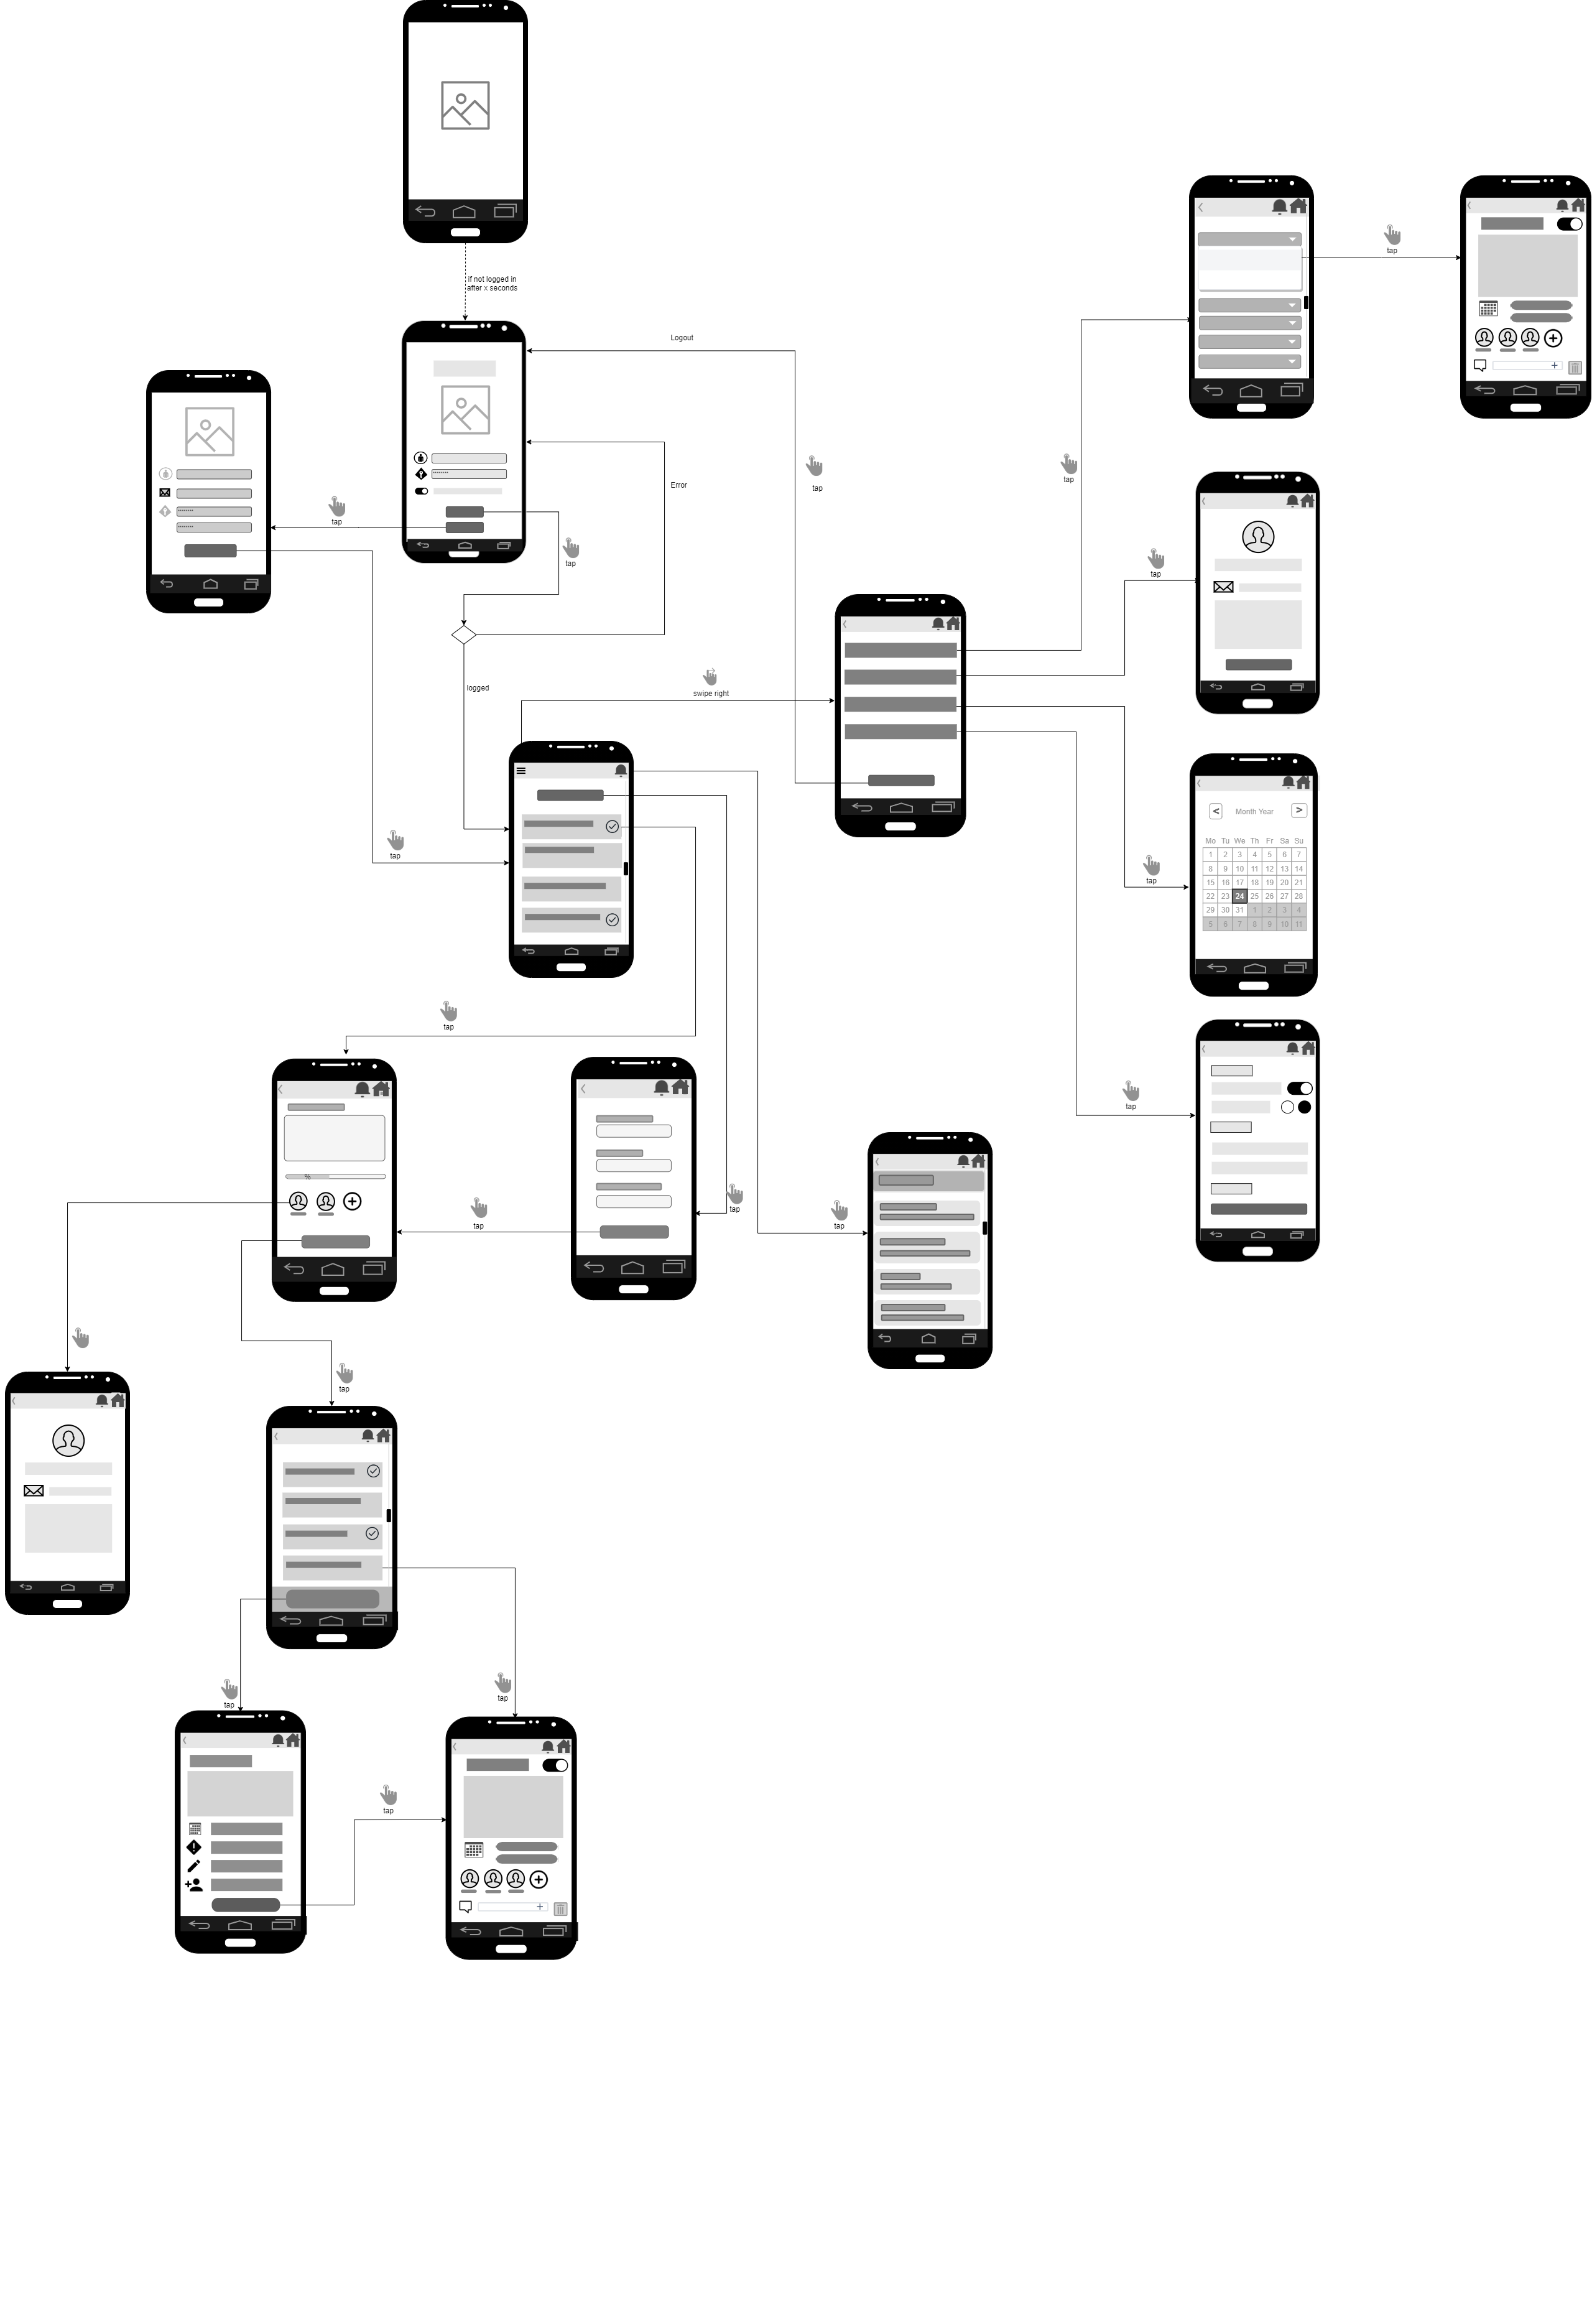 if not logged in
after x seconds
Logout
Error
tap
tap
tap
tap
tap
tap
logged
swipe right
< Month Year >
Mo Tu We Th Fr Sa Su
1 2 3 4 5 6 7
8 9 10 11 12 13 14
15 16 17 18 19 20 21
22 23 24 25 26 27 28
29 30 31 1 2 3 4
5 6 7 8 9 10 11
tap
tap
tap
tap
%
tap
tap
tap
tap
tap
tap
tap